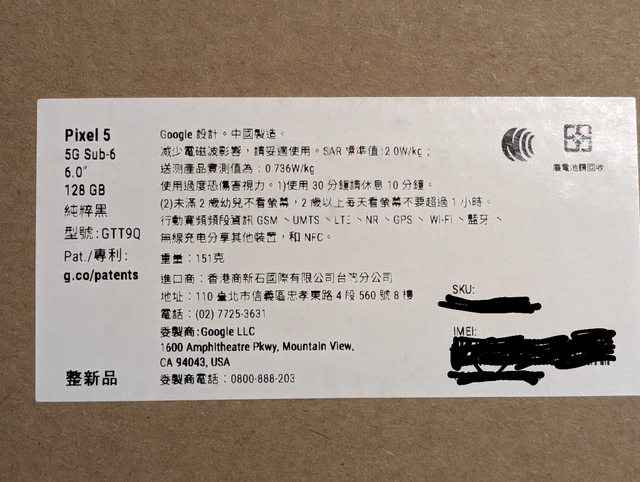 Pixel 5
5G Sub-6
6.0"
128 GB
純粹黑
型號: GTT9Q
Pat./專利:
g.co/patents
整新品
Google 設計。中國製造。
减少電磁波影響，請妥適使用。SAR 標準值: 2.0W/kg；
送測產品實測值為：0.736W/kg
使用過度恐傷害視力。1)使用 30 分鐘請休息 10 分鐘。
(2)未滿 2 歲幼兒不看螢幕，2 歲以上每天看螢幕不要超過 1 小時。
行動寬頻頻段資訊 GSM、UMTS、LTE、NR、GPS、Wi-Fi、藍牙、
無線充电分享其他裝置，和 NFC。
重量：151克
進口商：香港商新石國際有限公司台灣分公司
地址：110 臺北市信義區忠孝東路 4 段 560 號 8 樓
電話：(02) 7725-3631
委製商: Google LLC
1600 Amphitheatre Pkwy, Mountain View,
CA 94043, USA
委製商電話：0800-888-203
廢電池請回收
SKU:
IMEI: